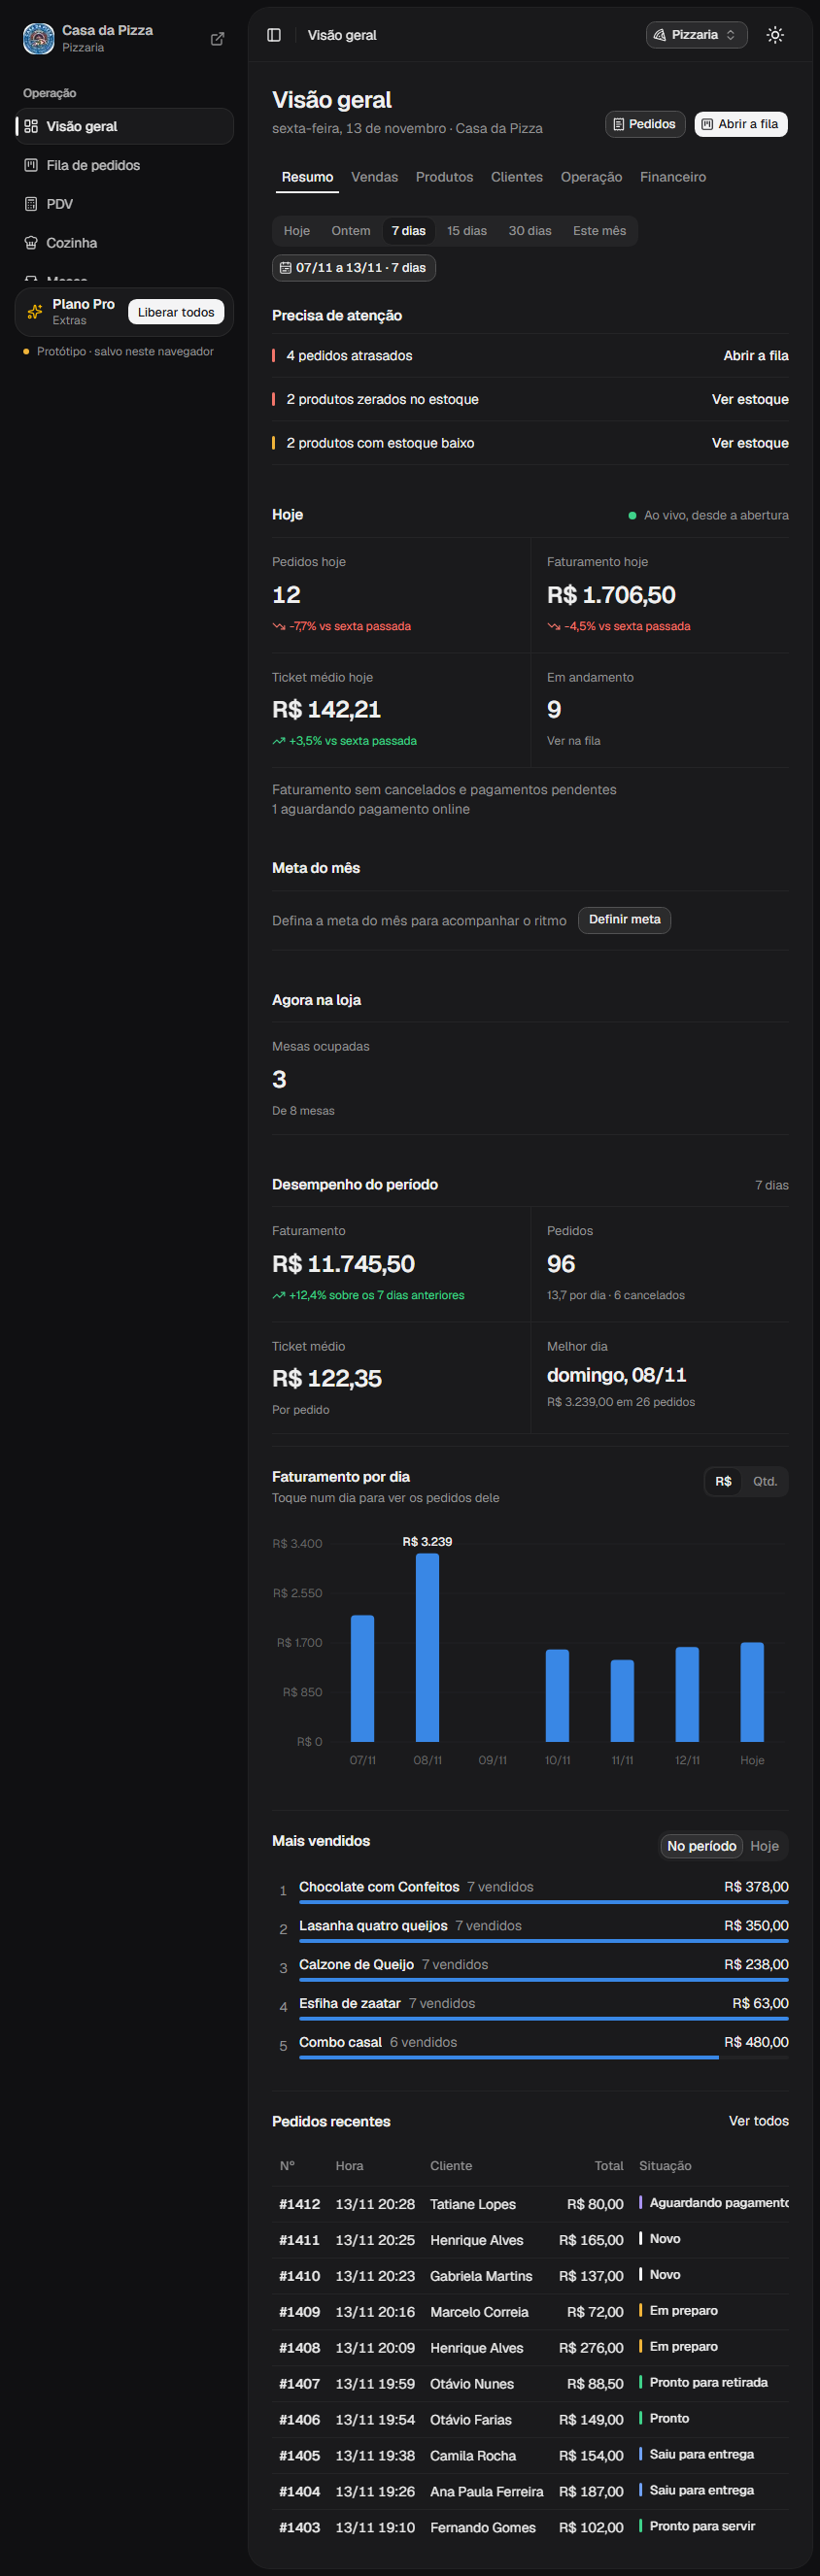 Casa da Pizza
Pizzaria
Operação
Visão geral
Fila de pedidos
PDV
Cozinha
Plano Pro
Extras
Liberar todos
Protótipo · salvo neste navegador
Visão geral
Pizzaria
Visão geral
sexta-feira, 13 de novembro · Casa da Pizza
Pedidos
Abrir a fila
Resumo Vendas Produtos Clientes Operação Financeiro
Hoje Ontem 7 dias 15 dias 30 dias Este mês
07/11 a 13/11 · 7 dias
Precisa de atenção
4 pedidos atrasados Abrir a fila
2 produtos zerados no estoque Ver estoque
2 produtos com estoque baixo Ver estoque
Hoje Ao vivo, desde a abertura
Pedidos hoje
12
-7,7% vs sexta passada
Faturamento hoje
R$ 1.706,50
-4,5% vs sexta passada
Ticket médio hoje
R$ 142,21
+3,5% vs sexta passada
Em andamento
9
Ver na fila
Faturamento sem cancelados e pagamentos pendentes
1 aguardando pagamento online
Meta do mês
Defina a meta do mês para acompanhar o ritmo Definir meta
Agora na loja
Mesas ocupadas
3
De 8 mesas
Desempenho do período 7 dias
Faturamento
R$ 11.745,50
+12,4% sobre os 7 dias anteriores
Pedidos
96
13,7 por dia · 6 cancelados
Ticket médio
R$ 122,35
Por pedido
Melhor dia
domingo, 08/11
R$ 3.239,00 em 26 pedidos
Faturamento por dia
Toque num dia para ver os pedidos dele
R$ Qtd.
R$ 3.400
R$ 3.239
R$ 2.550
R$ 1.700
R$ 850
R$ 0
07/11 08/11 09/11 10/11 11/11 12/11 Hoje
Mais vendidos No período Hoje
1 Chocolate com Confeitos 7 vendidos R$ 378,00
2 Lasanha quatro queijos 7 vendidos R$ 350,00
3 Calzone de Queijo 7 vendidos R$ 238,00
4 Esfiha de zaatar 7 vendidos R$ 63,00
5 Combo casal 6 vendidos R$ 480,00
Pedidos recentes Ver todos
Nº Hora Cliente Total Situação
#1412 13/11 20:28 Tatiane Lopes R$ 80,00 Aguardando pagamento
#1411 13/11 20:25 Henrique Alves R$ 165,00 Novo
#1410 13/11 20:23 Gabriela Martins R$ 137,00 Novo
#1409 13/11 20:16 Marcelo Correia R$ 72,00 Em preparo
#1408 13/11 20:09 Henrique Alves R$ 276,00 Em preparo
#1407 13/11 19:59 Otávio Nunes R$ 88,50 Pronto para retirada
#1406 13/11 19:54 Otávio Farias R$ 149,00 Pronto
#1405 13/11 19:38 Camila Rocha R$ 154,00 Saiu para entrega
#1404 13/11 19:26 Ana Paula Ferreira R$ 187,00 Saiu para entrega
#1403 13/11 19:10 Fernando Gomes R$ 102,00 Pronto para servir